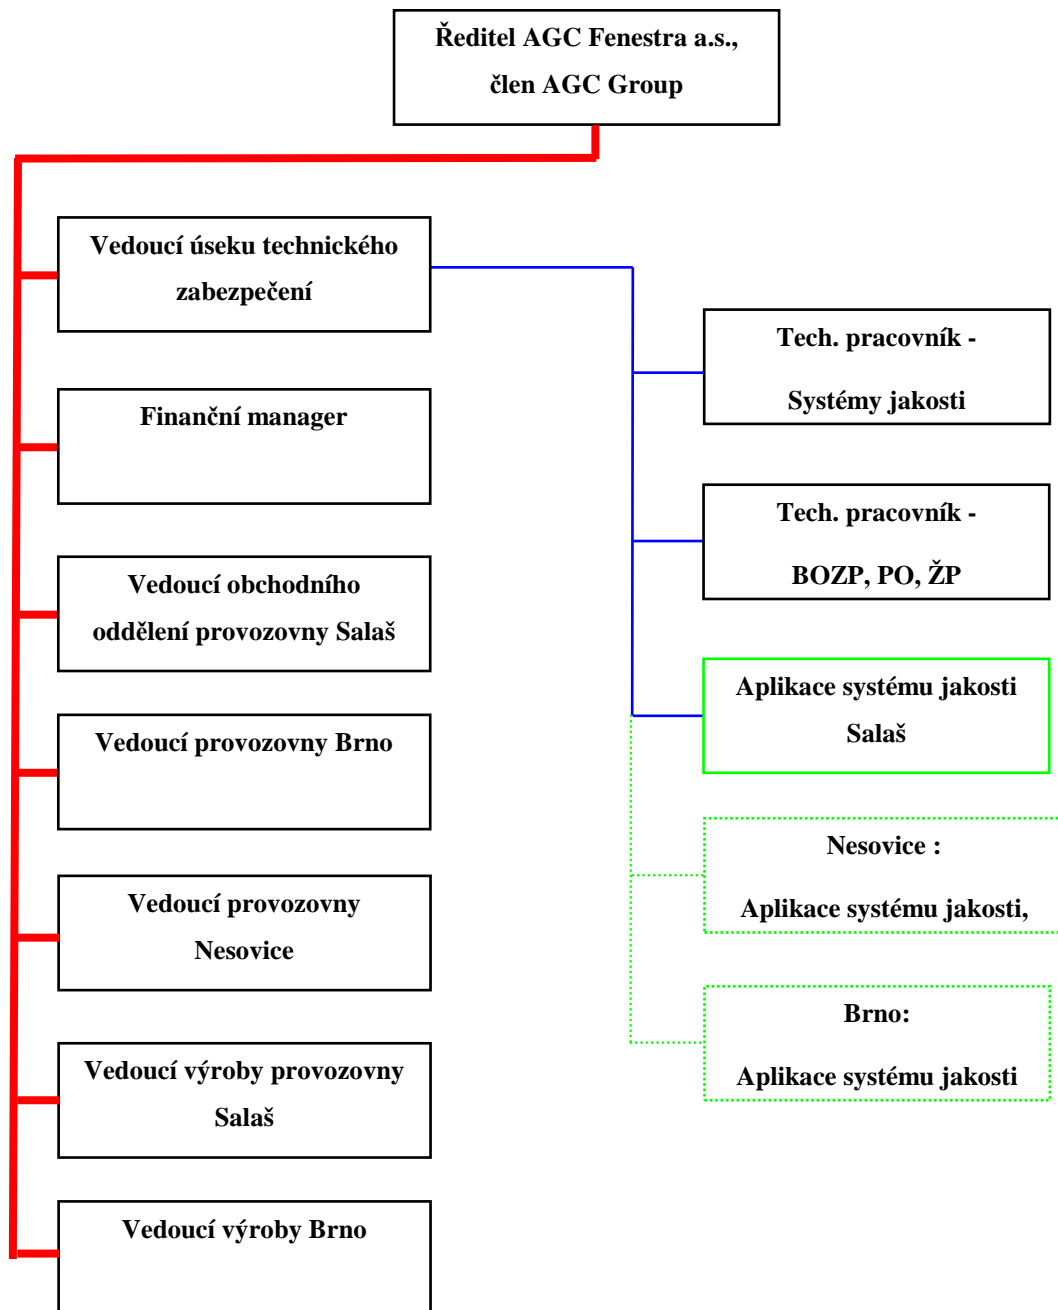 Ředitel AGC Fenestra a.s.,
člen AGC Group
Vedoucí úseku technického
zabezpečení
Finanční manager
Vedoucí obchodního
oddělení provozovny Salaš
Vedoucí provozovny Brno
Vedoucí provozovny
Nesovice
Vedoucí výroby provozovny
Salaš
Vedoucí výroby Brno
Tech. pracovník -
Systémy jakosti
Tech. pracovník -
BOZP, PO, ŽP
Aplikace systému jakosti
Salaš
Nesovice :
Aplikace systému jakosti,
Brno:
Aplikace systému jakosti